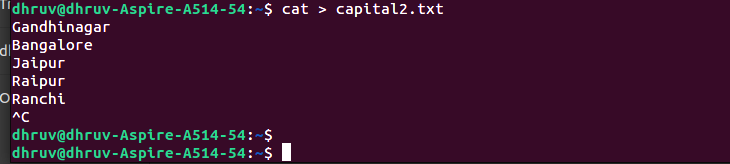 dhruv@dhruv-Aspire-A514-54:~$ cat > capital2.txt
Gandhinagar
Bangalore
Jaipur
Raipur
Ranchi
^C
dhruv@dhruv-Aspire-A514-54:~$
dhruv@dhruv-Aspire-A514-54:~$